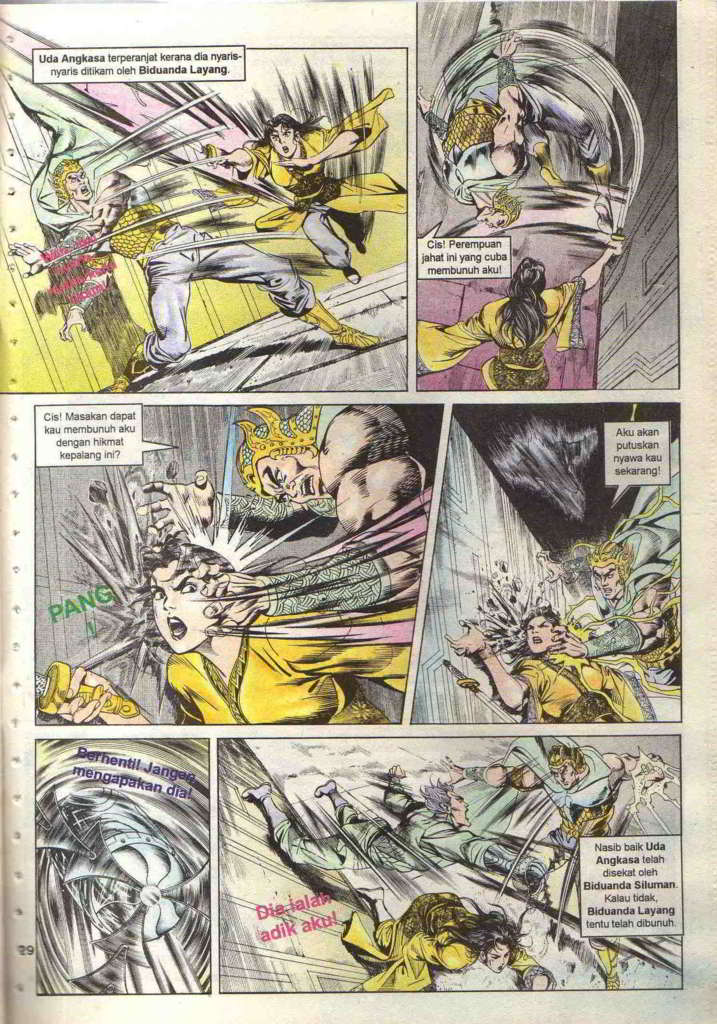 Uda Angkasa terperanjat kerana dia nyaris-
nyaris ditikam oleh Biduanda Layang.
Cis! Perempuan
jahat ini yang cuba
membunuh aku!
Cis! Masakan dapat
kau membunuh aku
dengan hikmat
kepalang ini?
PANG
!
Aku akan
putuskan
nyawa kau
sekarang!
Berhenti! Jangan
mengapakan dia!
Dia ialah
adik aku!
Nasib baik Uda
Angkasa telah
disekat oleh
Biduanda Siluman.
Kalau tidak,
Biduanda Layang
tentu telah dibunuh.
29